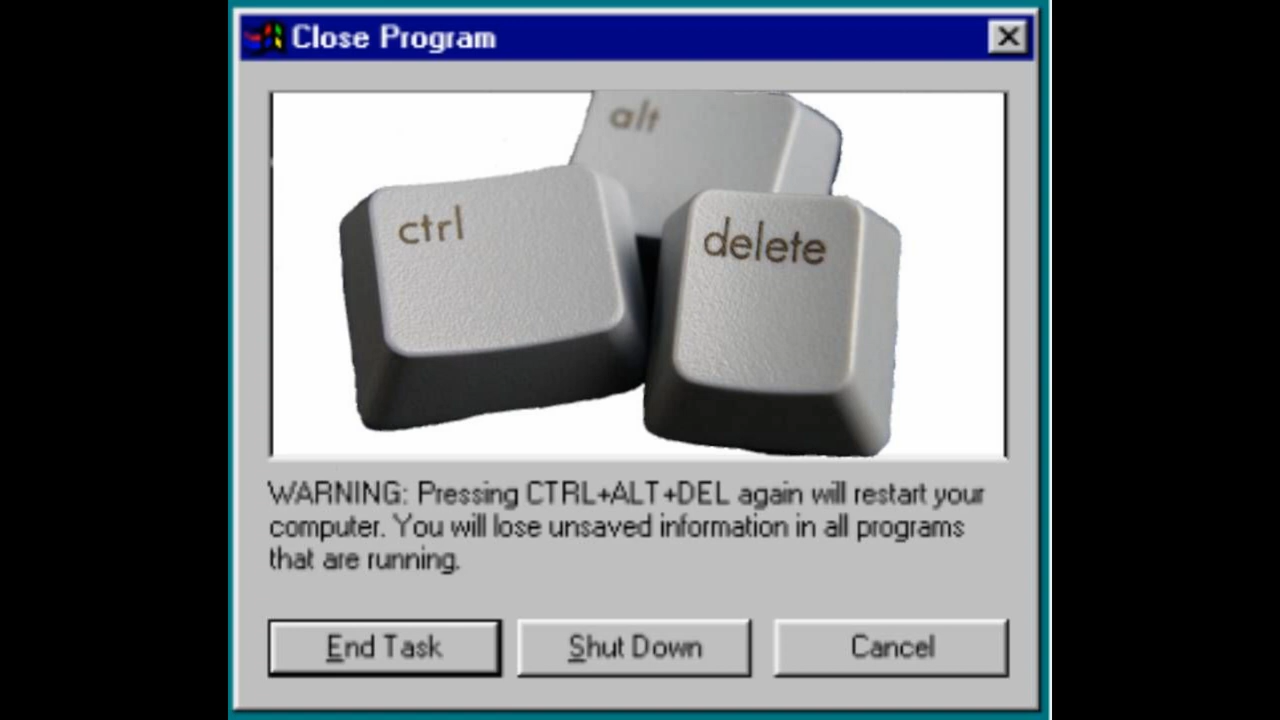 Close Program
alt
ctrl
delete
WARNING: Pressing CTRL+ALT+DEL again will restart your
computer. You will lose unsaved information in all programs
that are running.
End Task
Shut Down
Cancel